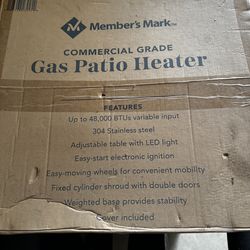 Member's Mark™
COMMERCIAL GRADE
Gas Patio Heater
FEATURES
Up to 48,000 BTUs variable input
304 Stainless steel
Adjustable table with LED light
Easy-start electronic ignition
Easy-moving wheels for convenient mobility
Fixed cylinder shroud with double doors
Weighted base provides stability
Cover included